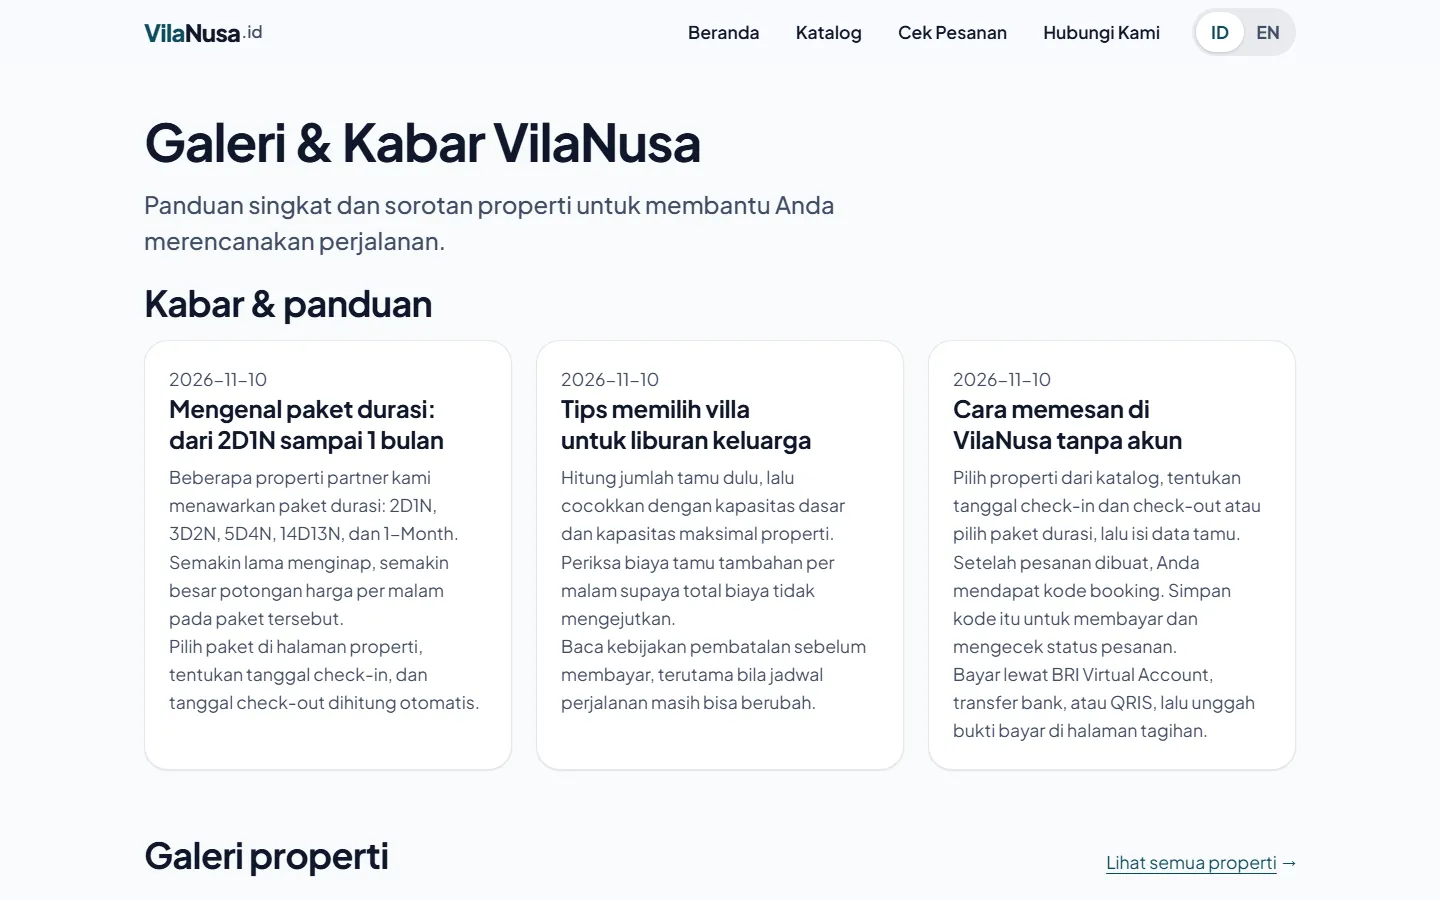 VilaNusa.id
Beranda
Katalog
Cek Pesanan
Hubungi Kami
ID
EN
Galeri & Kabar VilaNusa
Panduan singkat dan sorotan properti untuk membantu Anda
merencanakan perjalanan.
Kabar & panduan
2026-11-10
Mengenal paket durasi:
dari 2D1N sampai 1 bulan
Beberapa properti partner kami
menawarkan paket durasi: 2D1N,
3D2N, 5D4N, 14D13N, dan 1-Month.
Semakin lama menginap, semakin
besar potongan harga per malam
pada paket tersebut.
Pilih paket di halaman properti,
tentukan tanggal check-in, dan
tanggal check-out dihitung otomatis.
2026-11-10
Tips memilih villa
untuk liburan keluarga
Hitung jumlah tamu dulu, lalu
cocokkan dengan kapasitas dasar
dan kapasitas maksimal properti.
Periksa biaya tamu tambahan per
malam supaya total biaya tidak
mengejutkan.
Baca kebijakan pembatalan sebelum
membayar, terutama bila jadwal
perjalanan masih bisa berubah.
2026-11-10
Cara memesan di
VilaNusa tanpa akun
Pilih properti dari katalog, tentukan
tanggal check-in dan check-out atau
pilih paket durasi, lalu isi data tamu.
Setelah pesanan dibuat, Anda
mendapat kode booking. Simpan
kode itu untuk membayar dan
mengecek status pesanan.
Bayar lewat BRI Virtual Account,
transfer bank, atau QRIS, lalu unggah
bukti bayar di halaman tagihan.
Galeri properti
Lihat semua properti →